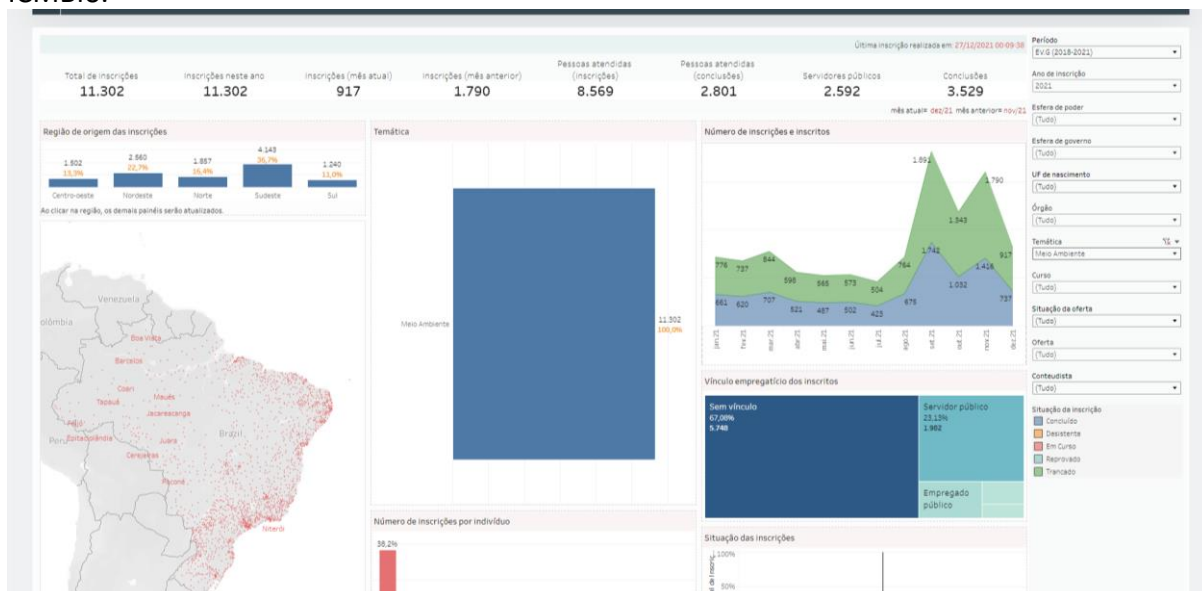 ICMBio.
Última inscrição realizada em: 27/12/2021 00:09:38
Total de inscrições
11.302
Inscrições neste ano
11.302
Inscrições (mês atual)
917
Inscrições (mês anterior)
1.790
Pessoas atendidas
(inscrições)
8.569
Pessoas atendidas
(conclusões)
2.801
Servidores públicos
2.592
Conclusões
3.529
mês atual= dez/21 mês anterior= nov/21
Região de origem das inscrições
1.502
13,3%
Centro-oeste
2.560
22,7%
Nordeste
1.857
16,4%
Norte
4.143
36,7%
Sudeste
1.240
11,0%
Sul
Ao clicar na região, os demais painéis serão atualizados.
Venezuela
olômbia
Boa Vista
Barcelos
Coari
Maués
Tapauá
Jacareacanga
Feijó
Peru
Epitaciolândia
Juara
Brazil
Cerejeiras
Poconé
Niterói
Temática
Meio Ambiente
11.302
100,0%
Número de inscrições por indivíduo
36,2%
Número de inscrições e inscritos
1.891
1.790
1.343
776
737
844
598
565
573
504
764
1.742
1.416
917
661
620
707
521
487
502
423
675
1.032
737
jan.21
fev.21
mar.21
abr.21
mai.21
jun.21
jul.21
ago.21
set.21
out.21
nov.21
dez.21
Vínculo empregatício dos inscritos
Sem vínculo
67,08%
5.748
Servidor público
23,13%
1.982
Empregado
público
Situação das inscrições
100%
50%
Período
EV.G (2018-2021)
Ano de inscrição
2021
Esfera de poder
(Tudo)
Esfera de governo
(Tudo)
UF de nascimento
(Tudo)
Órgão
(Tudo)
Temática
Meio Ambiente
Curso
(Tudo)
Situação da oferta
(Tudo)
Oferta
(Tudo)
Conteudista
(Tudo)
Situação da inscrição
Concluído
Desistente
Em Curso
Reprovado
Trancado